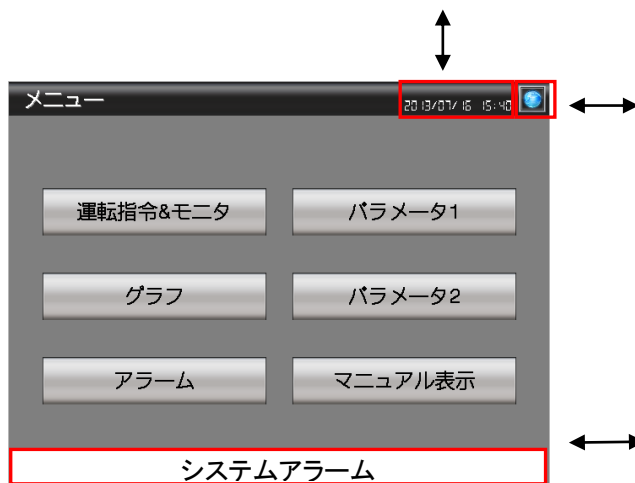 メニュー
2013/07/16 15:40
運転指令&モニタ
パラメータ1
グラフ
パラメータ2
アラーム
マニュアル表示
システムアラーム